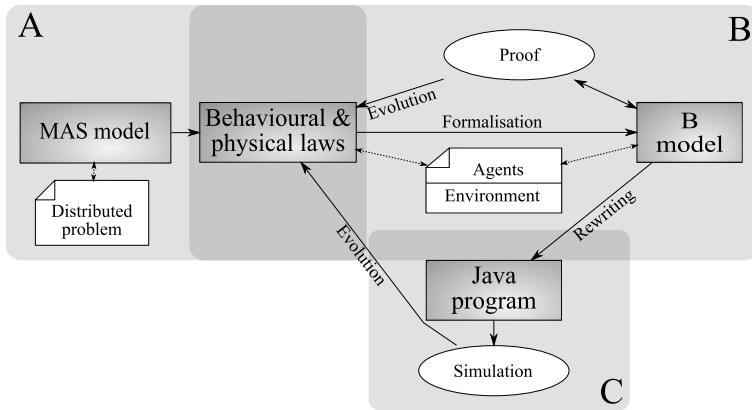 A
B
Proof
Evolution
MAS model
Behavioural &
physical laws
Formalisation
B
model
Agents
Environment
Distributed
problem
Evolution
Rewriting
Java
program
Simulation
C